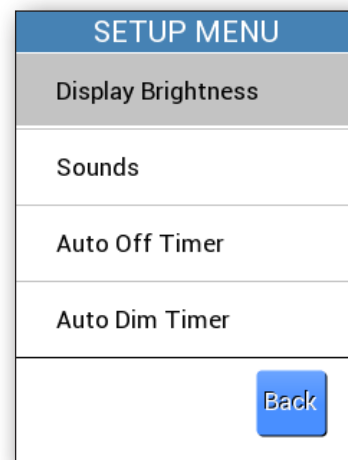 SETUP MENU
Display Brightness
Sounds
Auto Off Timer
Auto Dim Timer
Back